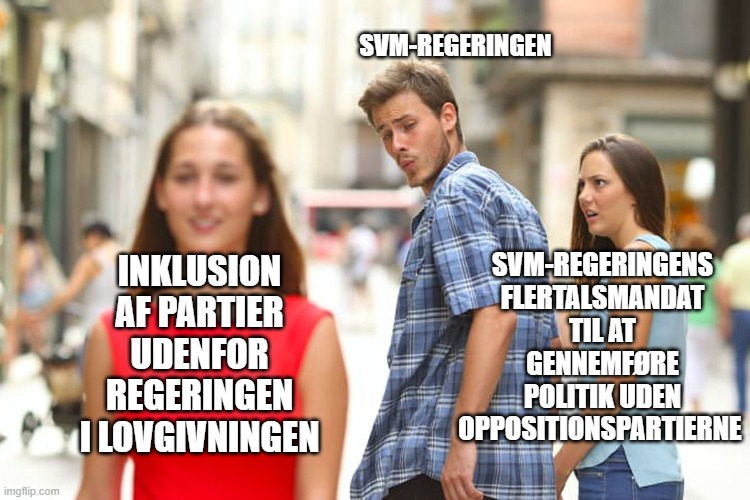 SVM-REGERINGEN
INKLUSION
AF PARTIER
UDENFOR
REGERINGEN
I LOVGIVNINGEN
SVM-REGERINGENS
FLERTALSMANDAT
TIL AT
GENNEMFØRE
POLITIK UDEN
OPPOSITIONSPARTIERNE
imgflip.com